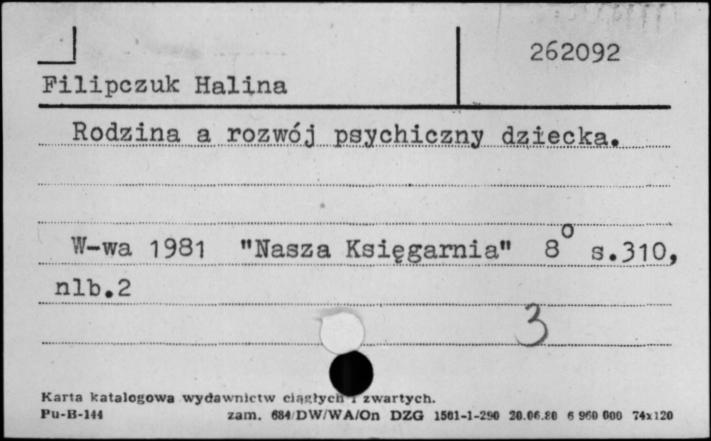 262092
Filipczuk Halina
Rodzina a rozwój psychiczny dziecka.
W-wa 1981 "Nasza Księgarnia" 8° s.310,
nlb.2
3
Karta katalogowa wydawnictw ciągłych i zwartych.
Pu-B-144 zam. 684/DW/WA/On DZG 1501-1-290 20.06.80 6 960 000 74x120